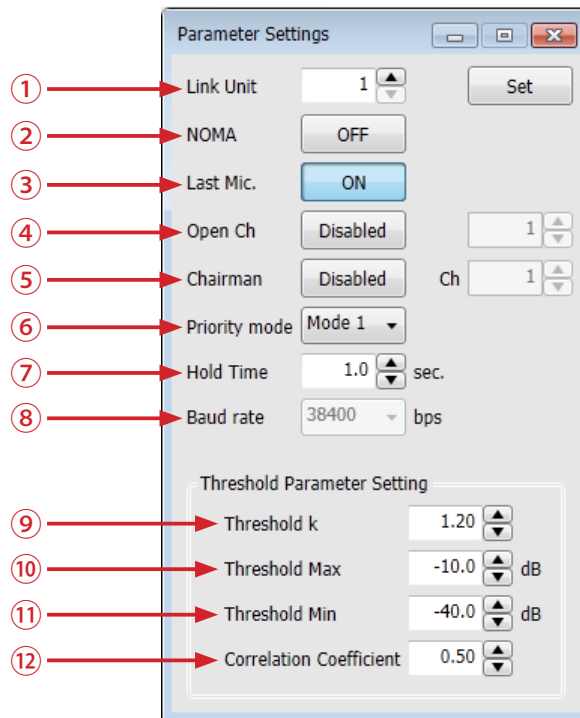 Parameter Settings
① Link Unit 1 Set
② NOMA OFF
③ Last Mic. ON
④ Open Ch Disabled 1
⑤ Chairman Disabled Ch 1
⑥ Priority mode Mode 1
⑦ Hold Time 1.0 sec.
⑧ Baud rate 38400 bps
Threshold Parameter Setting
⑨ Threshold k 1.20
⑩ Threshold Max -10.0 dB
⑪ Threshold Min -40.0 dB
⑫ Correlation Coefficient 0.50